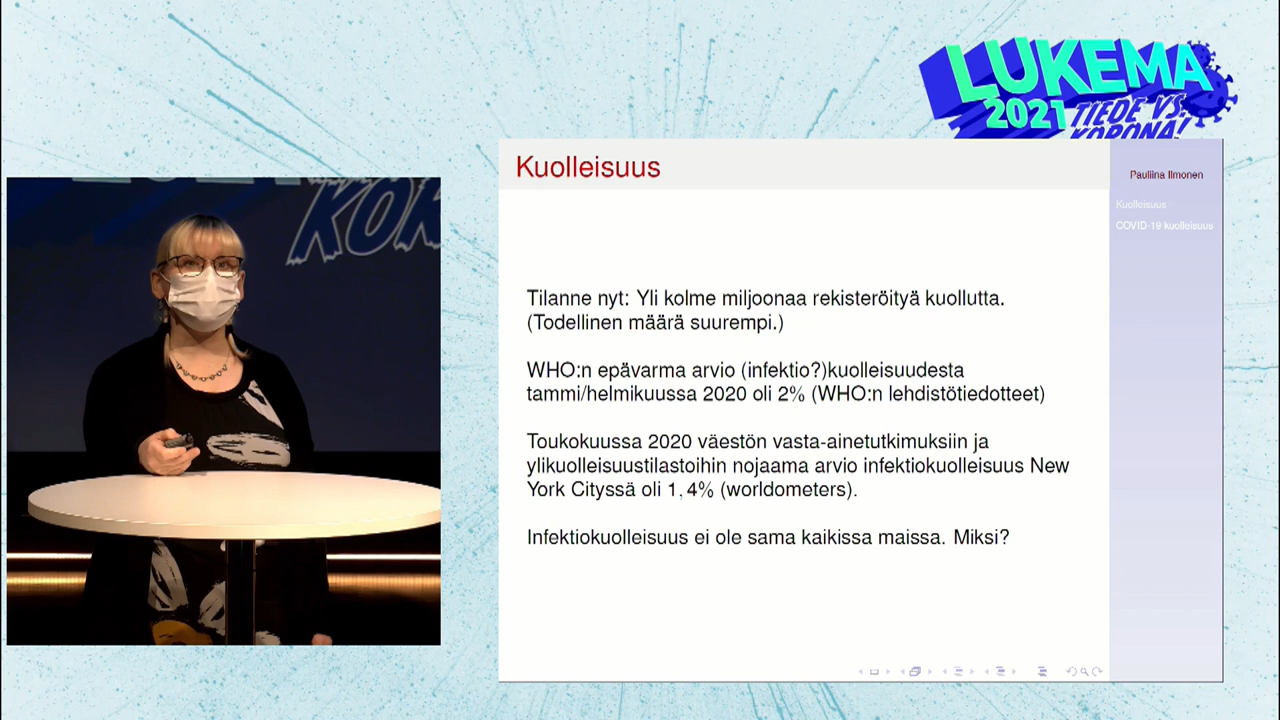 LUKEMA
2021 TIEDE VS.
KORONA!
KOR
Kuolleisuus
Pauliina Ilmonen
Kuolleisuus
COVID-19 kuolleisuus
Tilanne nyt: Yli kolme miljoonaa rekisteröityä kuollutta.
(Todellinen määrä suurempi.)
WHO:n epävarma arvio (infektio?)kuolleisuudesta
tammi/helmikuussa 2020 oli 2% (WHO:n lehdistötiedotteet)
Toukokuussa 2020 väestön vasta-ainetutkimuksiin ja
ylikuolleisuustilastoihin nojaama arvio infektiokuolleisuus New
York Cityssä oli 1, 4% (worldometers).
Infektiokuolleisuus ei ole sama kaikissa maissa. Miksi?